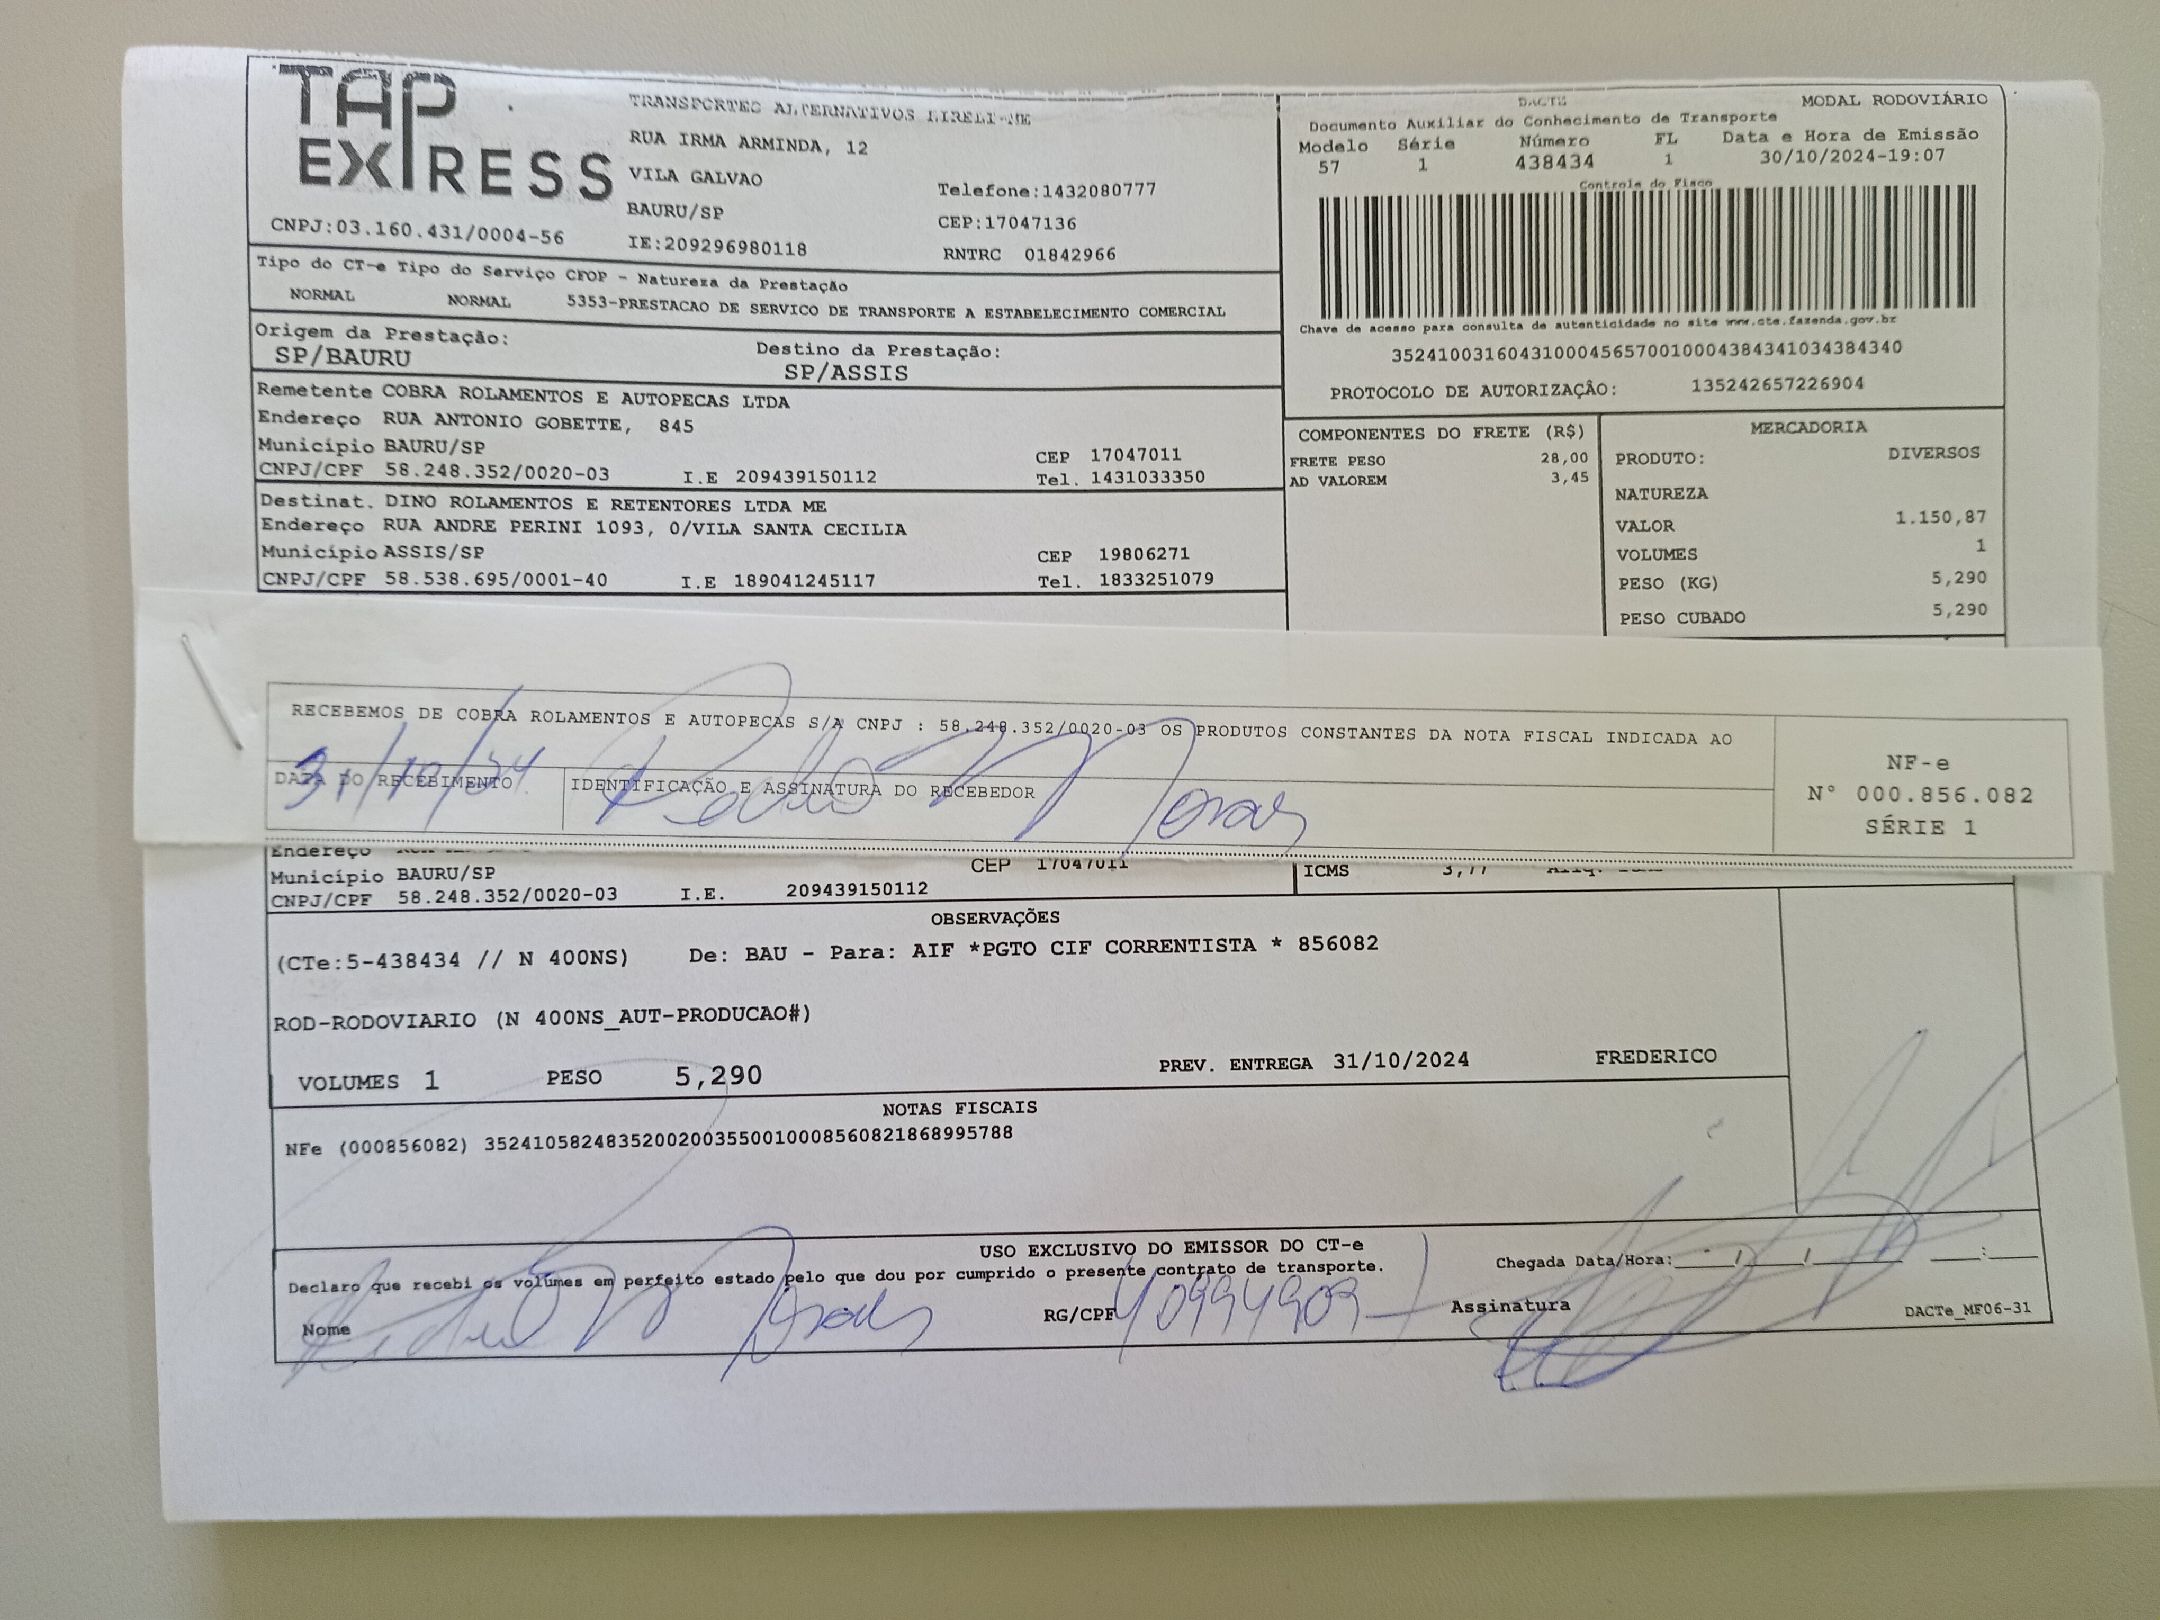 TAP
EXPRESS
CNPJ:03.160.431/0004-56
TRANSPORTES ALTERNATIVOS EIRELI-ME
RUA IRMA ARMINDA, 12
VILA GALVAO
BAURU/SP
IE:209296980118
Telefone:1432080777
CEP:17047136
RNTRC 01842966
DACTE
MODAL RODOVIÁRIO
Documento Auxiliar do Conhecimento de Transporte
Modelo Série Número FL Data e Hora de Emissão
57 1 438434 1 30/10/2024-19:07
Controle do Fisco
Chave de acesso para consulta de autenticidade no site www.cte.fazenda.gov.br
35241003160431000456570010004384341034384340
PROTOCOLO DE AUTORIZAÇÃO: 135242657226904
Tipo do CT-e Tipo do Serviço CFOP - Natureza da Prestação
NORMAL NORMAL 5353-PRESTACAO DE SERVICO DE TRANSPORTE A ESTABELECIMENTO COMERCIAL
Origem da Prestação: Destino da Prestação:
SP/BAURU SP/ASSIS
Remetente COBRA ROLAMENTOS E AUTOPECAS LTDA
Endereço RUA ANTONIO GOBETTE, 845
Município BAURU/SP CEP 17047011
CNPJ/CPF 58.248.352/0020-03 I.E 209439150112 Tel. 1431033350
Destinat. DINO ROLAMENTOS E RETENTORES LTDA ME
Endereço RUA ANDRE PERINI 1093, 0/VILA SANTA CECILIA
Município ASSIS/SP CEP 19806271
CNPJ/CPF 58.538.695/0001-40 I.E 189041245117 Tel. 1833251079
COMPONENTES DO FRETE (R$)
FRETE PESO 28,00
AD VALOREM 3,45
MERCADORIA
PRODUTO: DIVERSOS
NATUREZA
VALOR 1.150,87
VOLUMES 1
PESO (KG) 5,290
PESO CUBADO 5,290
RECEBEMOS DE COBRA ROLAMENTOS E AUTOPECAS S/A CNPJ : 58.248.352/0020-03 OS PRODUTOS CONSTANTES DA NOTA FISCAL INDICADA AO
DATA DO RECEBIMENTO IDENTIFICAÇÃO E ASSINATURA DO RECEBEDOR
31/10/24
NF-e
N° 000.856.082
SÉRIE 1
Endereço CEP 17047011
Município BAURU/SP
CNPJ/CPF 58.248.352/0020-03 I.E. 209439150112
ICMS 3,77
OBSERVAÇÕES
(CTe:5-438434 // N 400NS) De: BAU - Para: AIF *PGTO CIF CORRENTISTA * 856082
ROD-RODOVIARIO (N 400NS_AUT-PRODUCAO#)
VOLUMES 1 PESO 5,290 PREV. ENTREGA 31/10/2024 FREDERICO
NOTAS FISCAIS
NFe (000856082) 35241058248352002003550010008560821868995788
USO EXCLUSIVO DO EMISSOR DO CT-e
Declaro que recebi os volumes em perfeito estado pelo que dou por cumprido o presente contrato de transporte.
Chegada Data/Hora:____/____/____ ____:____
Nome RG/CPF Assinatura
DACTe_MF06-31